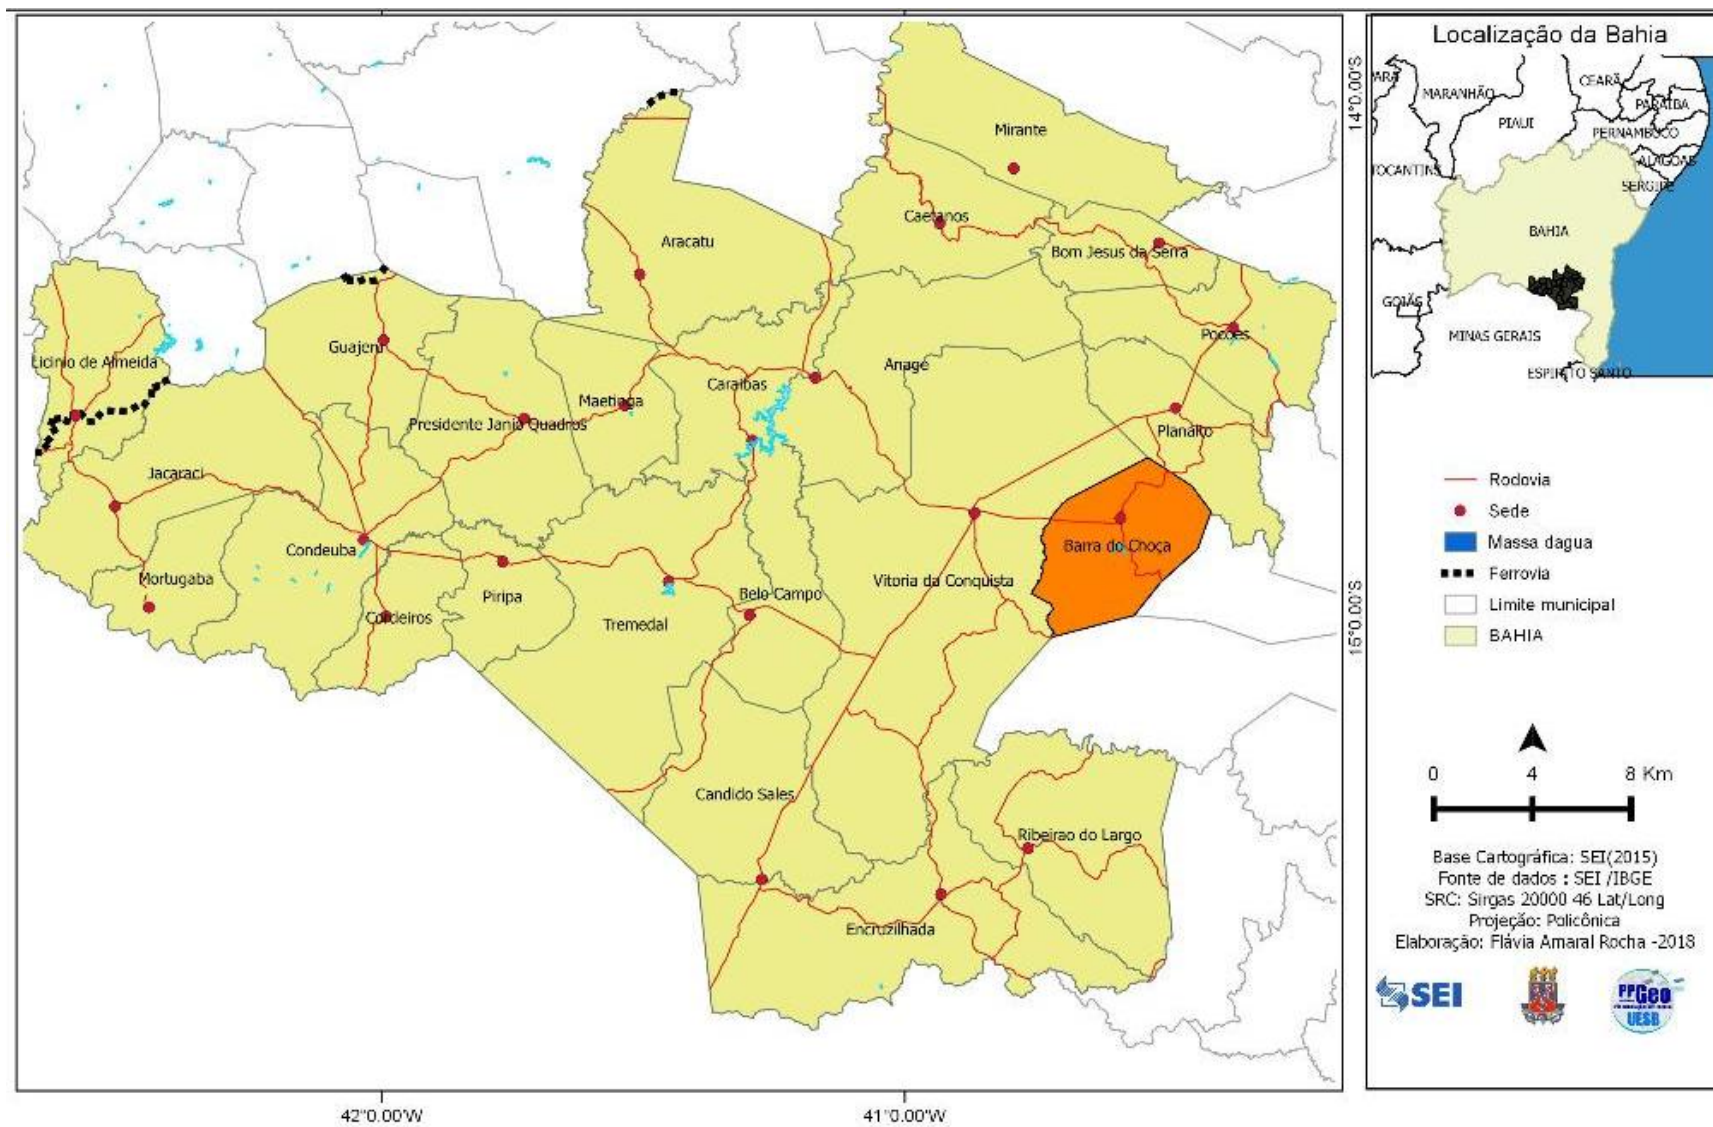 Mirante
Caetanos
Bom Jesus da Serra
Aracatu
Poções
Guajeru
Licinio de Almeida
Anagé
Caraíbas
Maetinga
Presidente Janio Quadros
Planalto
Jacaraci
Condeuba
Barra do Choça
Mortugaba
Vitoria da Conquista
Piripa
Belo Campo
Cordeiros
Tremedal
Candido Sales
Ribeirao do Largo
Encruzilhada
42°0.00'W
41°0.00'W
14°0.00'S
15°0.00'S
Localização da Bahia
CEARÁ
MARANHÃO
PARAIBA
PIAUI
PERNAMBUCO
ALAGOAS
TOCANTINS
SERGIPE
BAHIA
GOIÁS
MINAS GERAIS
ESPIRITO SANTO
Rodovia
Sede
Massa dagua
Ferrovia
Limite municipal
BAHIA
0 4 8 Km
Base Cartográfica: SEI(2015)
Fonte de dados : SEI /IBGE
SRC: Sirgas 20000 46 Lat/Long
Projeção: Policônica
Elaboração: Flávia Amaral Rocha -2018
SEI
PPGeo
UESB